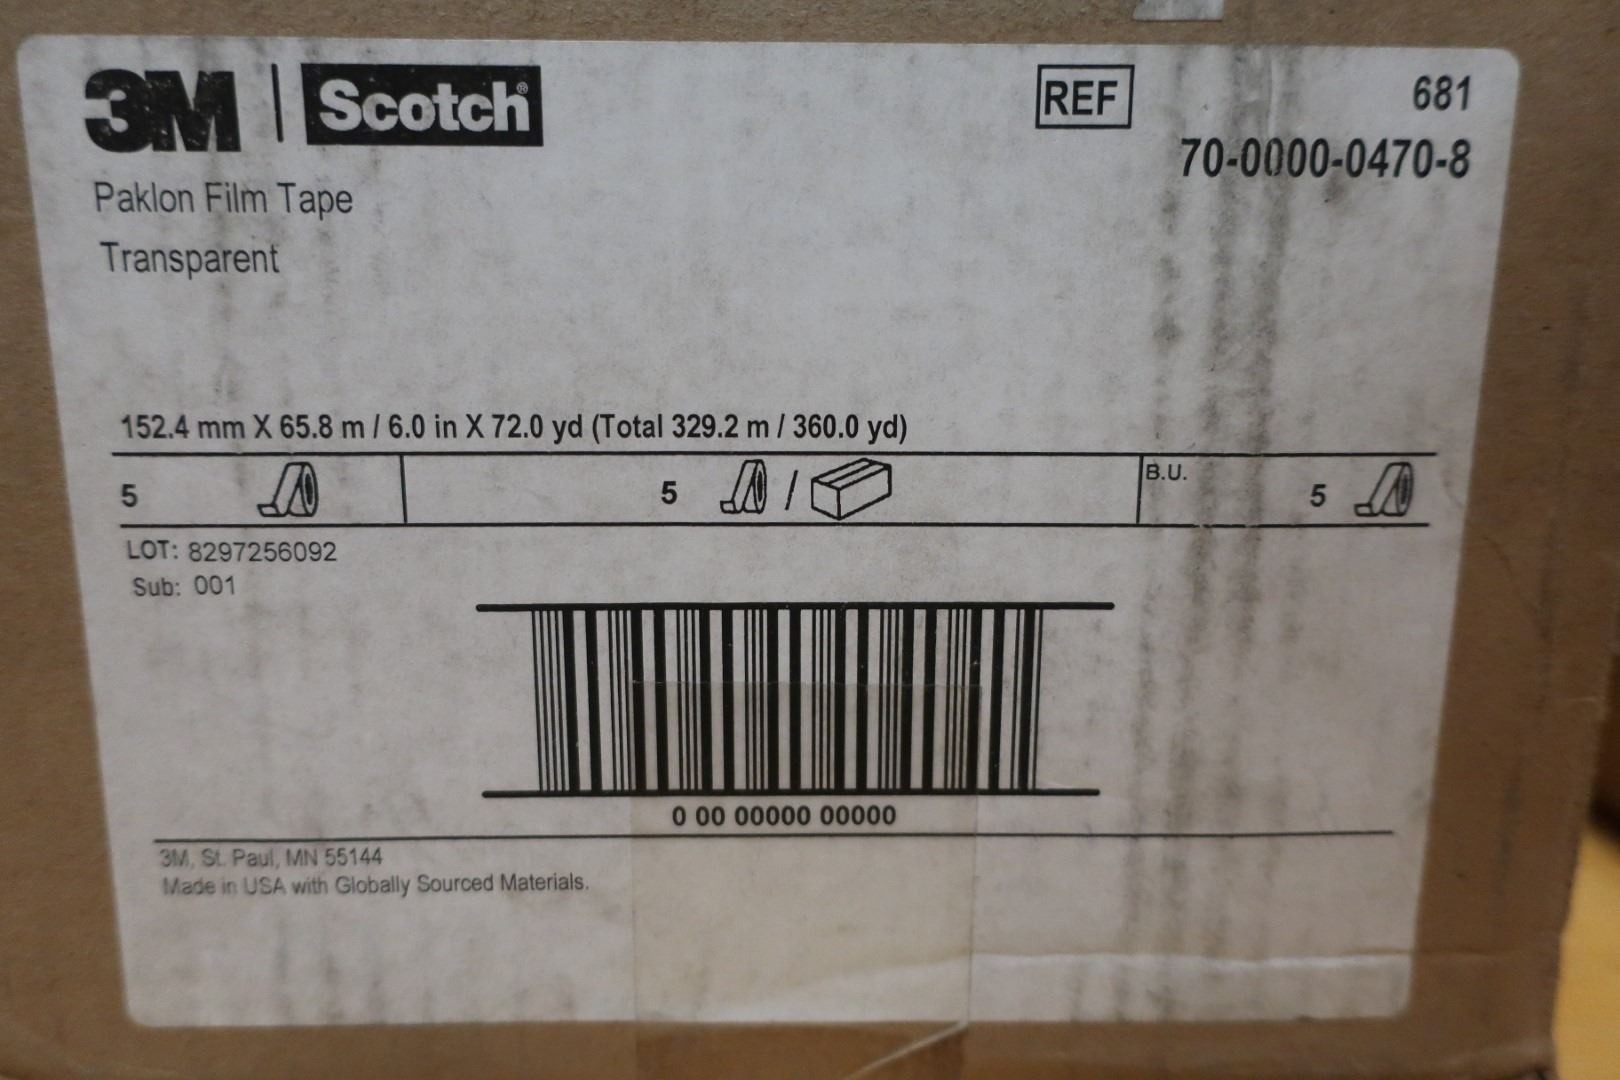 3M | Scotch®
REF 681
70-0000-0470-8
Paklon Film Tape
Transparent
152.4 mm X 65.8 m / 6.0 in X 72.0 yd (Total 329.2 m / 360.0 yd)
5 5 / B.U. 5
LOT: 8297256092
Sub: 001
0 00 00000 00000
3M, St. Paul, MN 55144
Made in USA with Globally Sourced Materials.